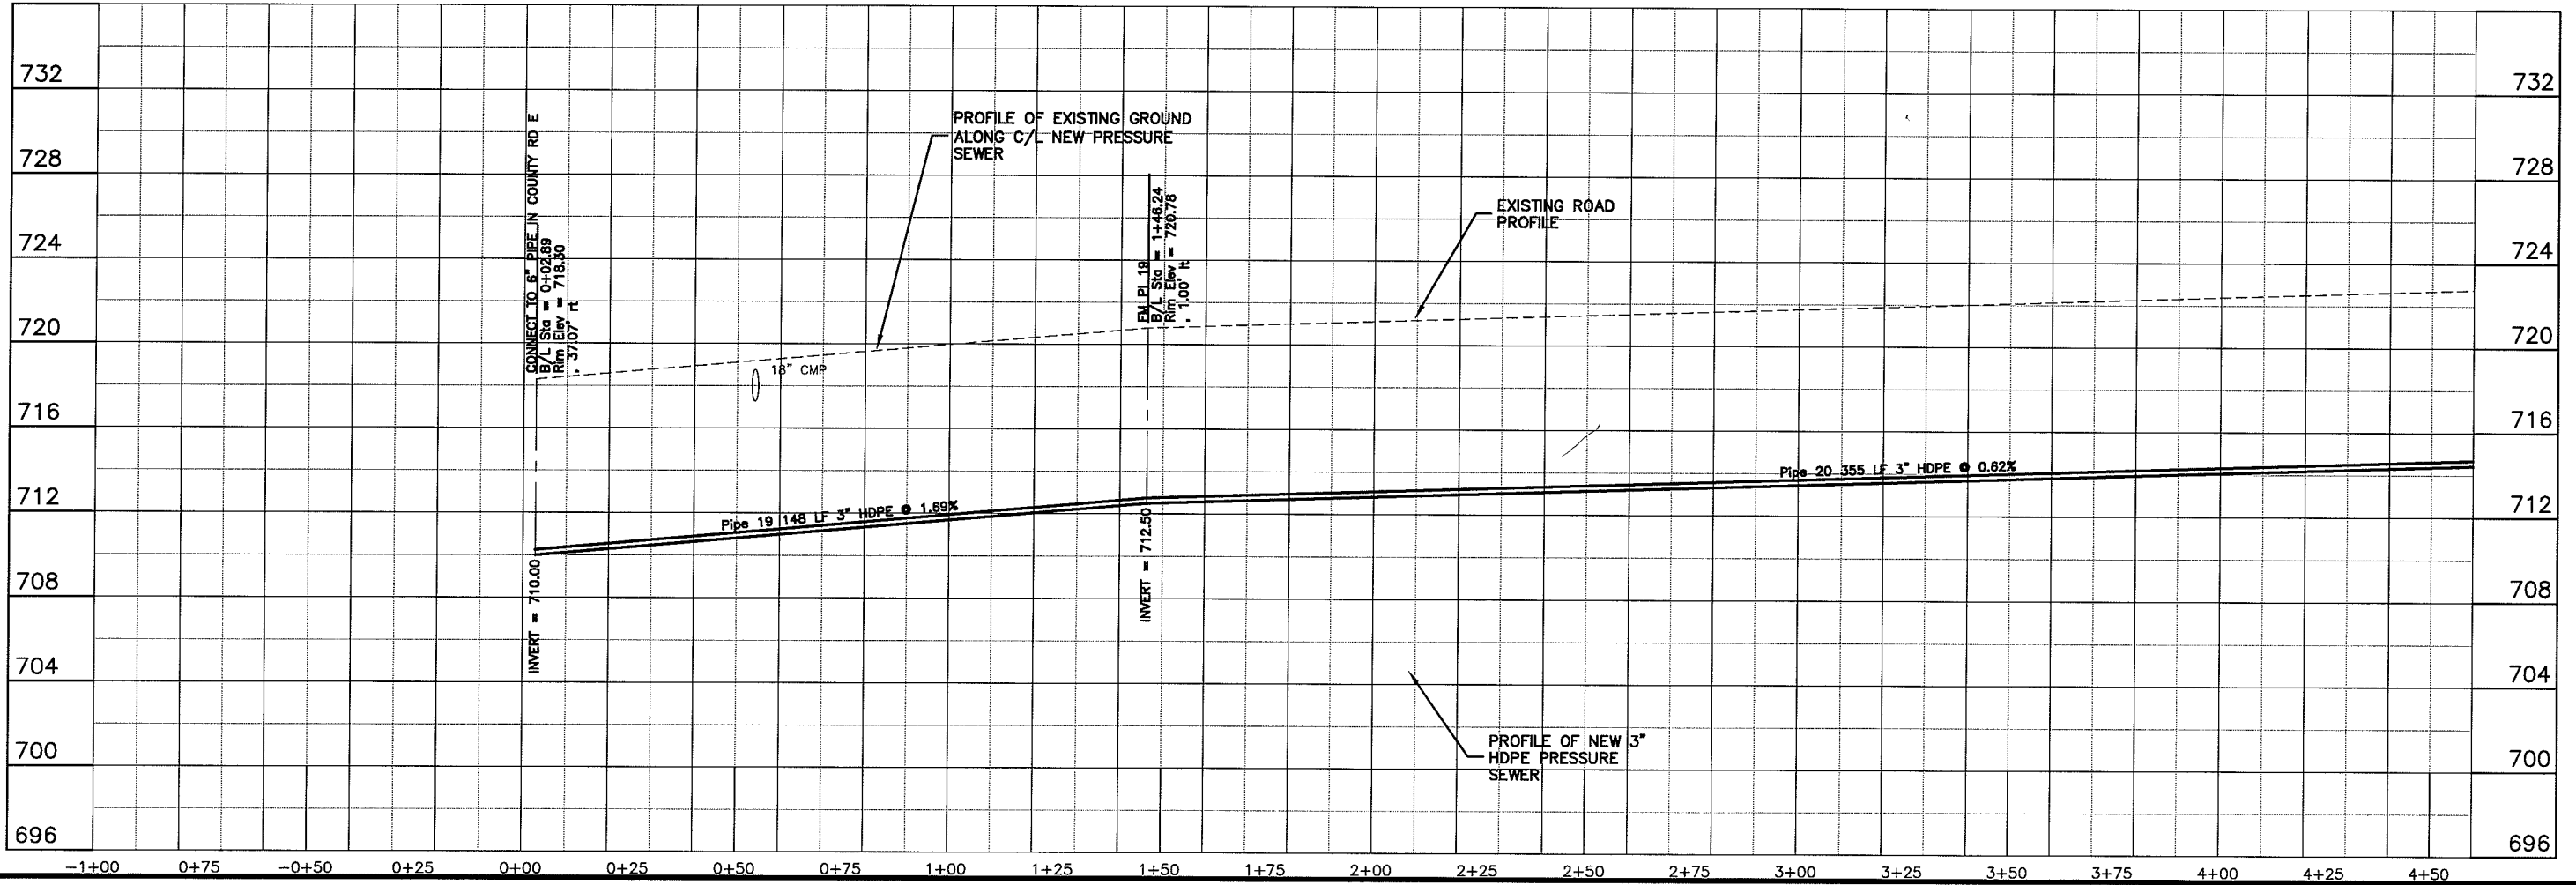 732
728
724
720
716
712
708
704
700
696
732
728
724
720
716
712
708
704
700
696
CONNECT TO 6" PIPE IN COUNTY RD E
B/L Sta = 0+02.89
Rim Elev = 718.30
, 37.07' rt
PROFILE OF EXISTING GROUND
ALONG C/L NEW PRESSURE
SEWER
FM PI 19
B/L Sta = 1+46.24
Rim Elev = 720.78
, 1.00' lt
EXISTING ROAD
PROFILE
18" CMP
Pipe 19 148 LF 3" HDPE @ 1.69%
Pipe 20 355 LF 3" HDPE @ 0.62%
INVERT = 710.00
INVERT = 712.50
PROFILE OF NEW 3"
HDPE PRESSURE
SEWER
-1+00 0+75 -0+50 0+25 0+00 0+25 0+50 0+75 1+00 1+25 1+50 1+75 2+00 2+25 2+50 2+75 3+00 3+25 3+50 3+75 4+00 4+25 4+50